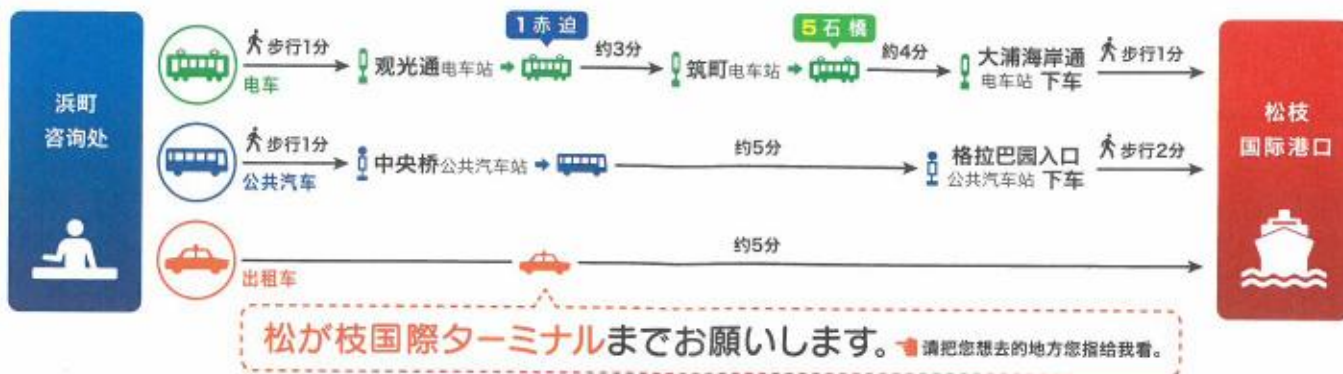 浜町
咨询处
步行1分
电车
观光通电车站
1赤迫
约3分
筑町电车站
5石橋
約4分
大浦海岸通
电车站 下车
步行1分
步行1分
公共汽车
中央桥公共汽车站
约5分
格拉巴园入口
公共汽车站 下车
步行2分
出租车
约5分
松が枝国際ターミナルまでお願いします。 请把您想去的地方您指给我看。
松枝
国际港口